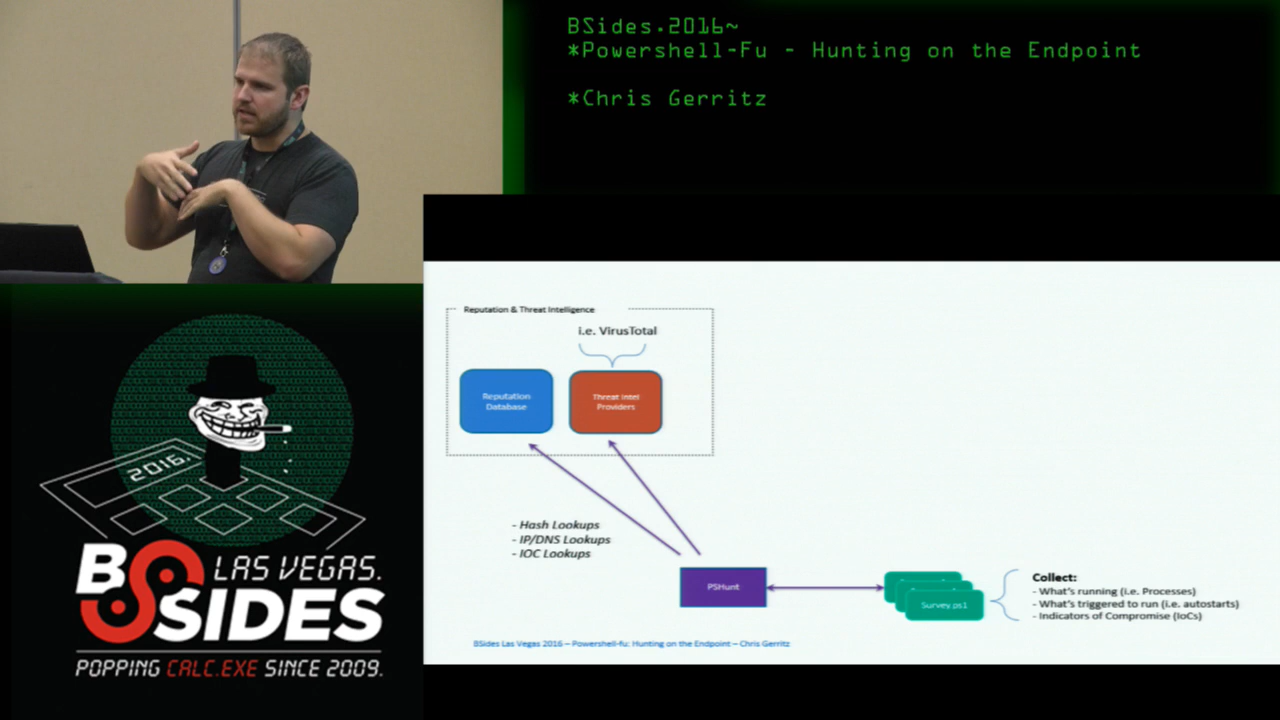 BSides.2016~
*Powershell-Fu - Hunting on the Endpoint
*Chris Gerritz
Reputation & Threat Intelligence
i.e. VirusTotal
Reputation
Database
Threat Intel
Providers
- Hash Lookups
- IP/DNS Lookups
- IOC Lookups
PSHunt
Survey.ps1
Collect:
- What's running (i.e. Processes)
- What's triggered to run (i.e. autostarts)
- Indicators of Compromise (IoCs)
BSides Las Vegas 2016 – Powershell-fu: Hunting on the Endpoint – Chris Gerritz
2016.
BSIDES
LAS VEGAS.
POPPING CALC.EXE SINCE 2009.